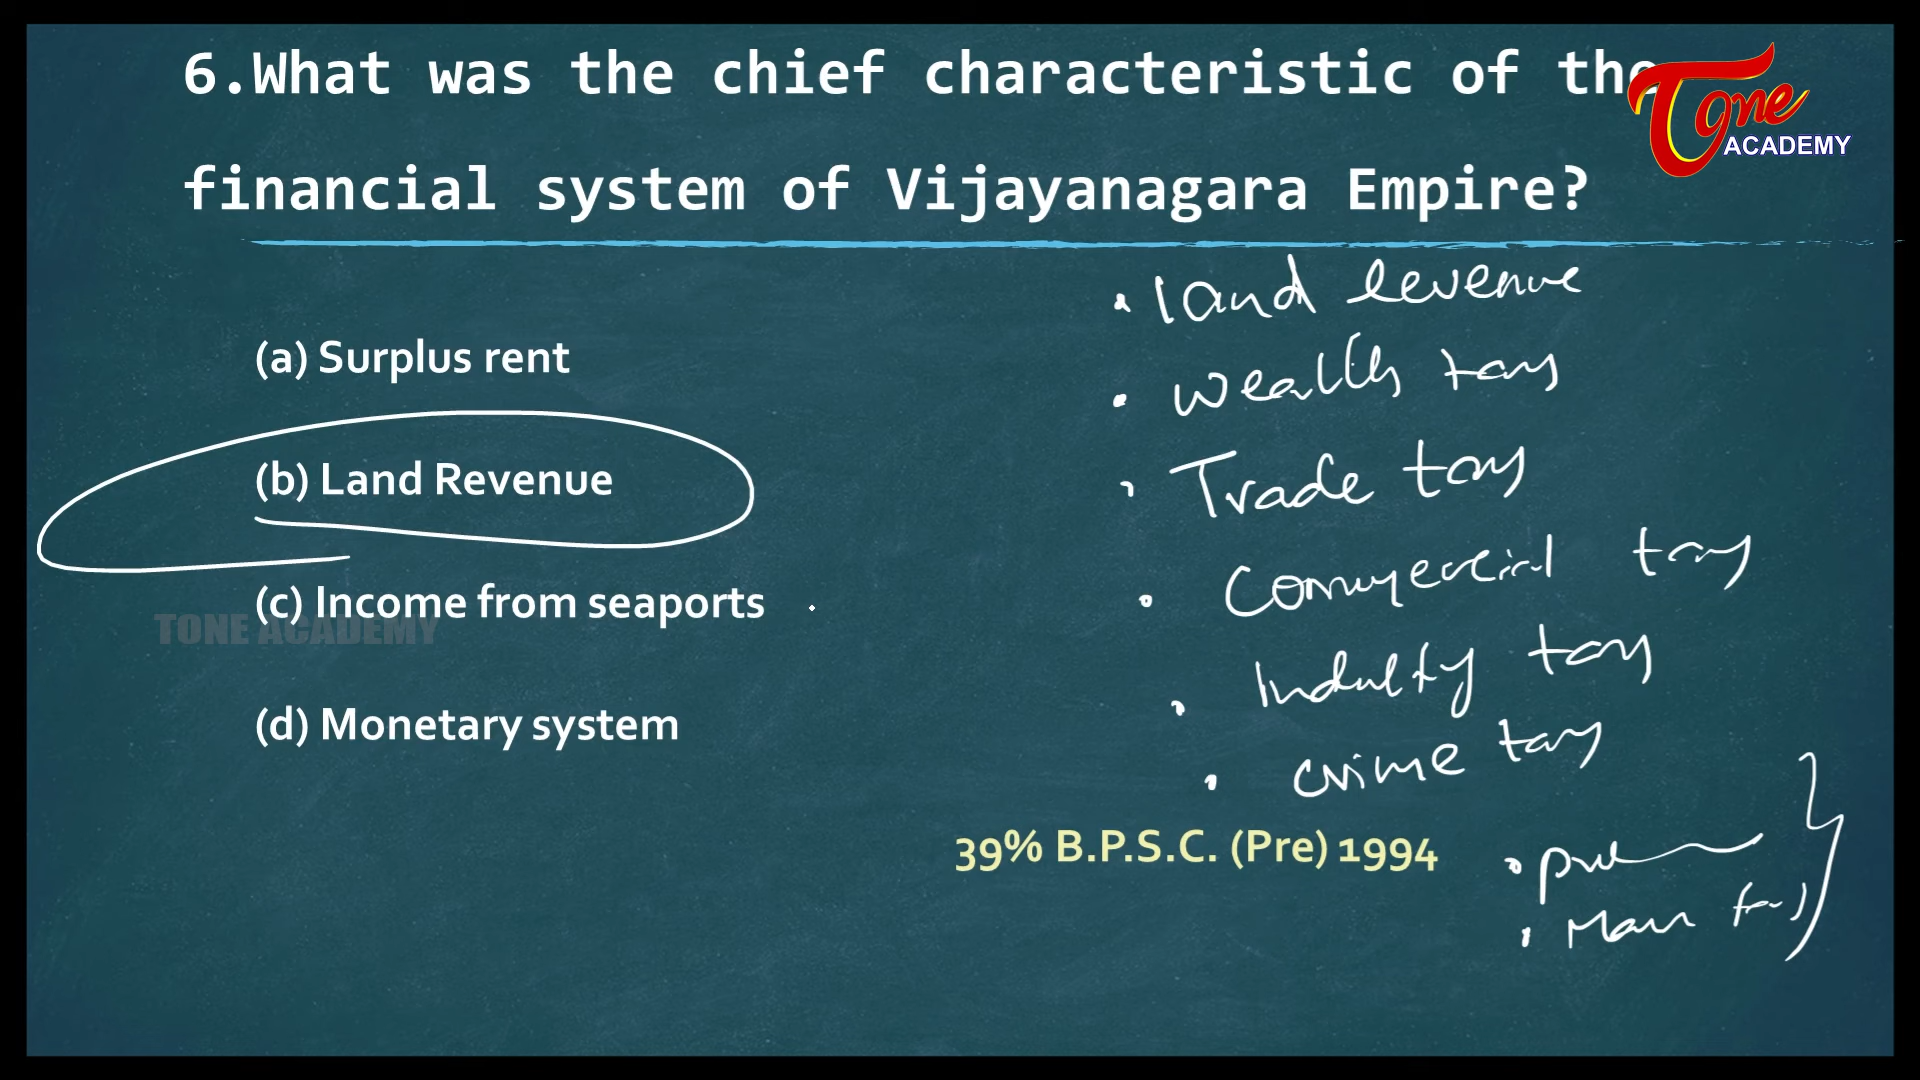 6.What was the chief characteristic of the
financial system of Vijayanagara Empire?
Tone
ACADEMY
(a) Surplus rent
(b) Land Revenue
(c) Income from seaports
(d) Monetary system
TONE ACADEMY
• land revenue
• wealth tax
• Trade tax
• Commercial tax
• Industy tax
• crime tax
39% B.P.S.C. (Pre) 1994